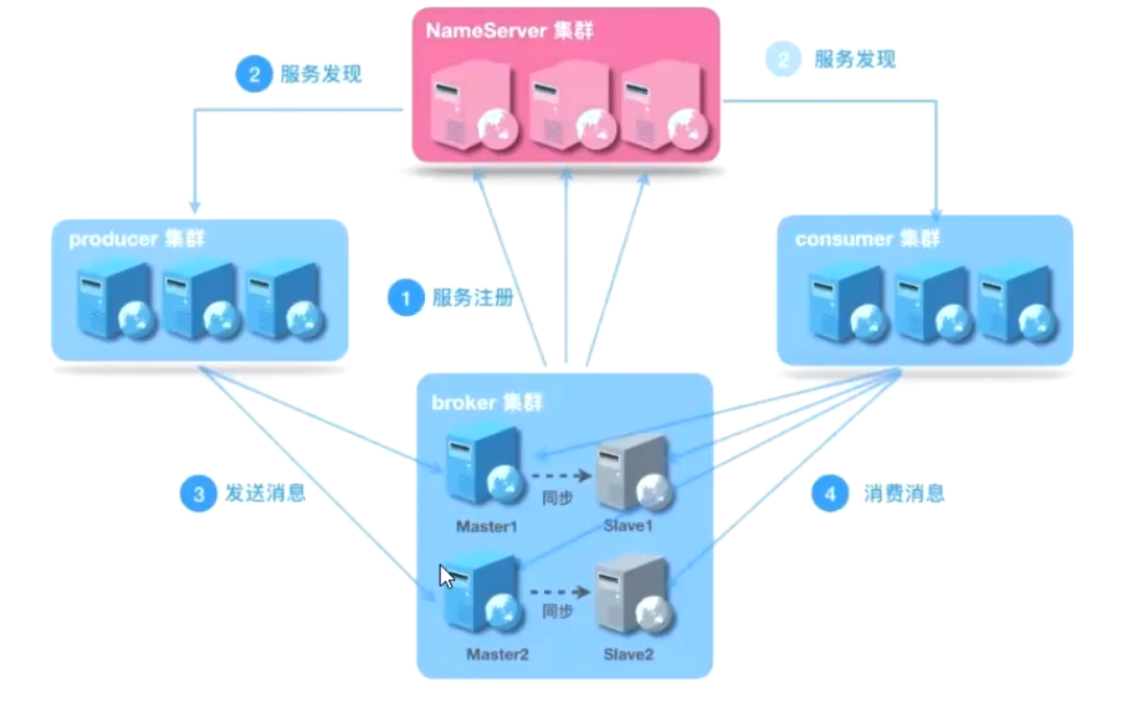 NameServer 集群
2 服务发现
2 服务发现
producer 集群
consumer 集群
1 服务注册
broker 集群
同步
Master1
Slave1
3 发送消息
4 消费消息
同步
Master2
Slave2